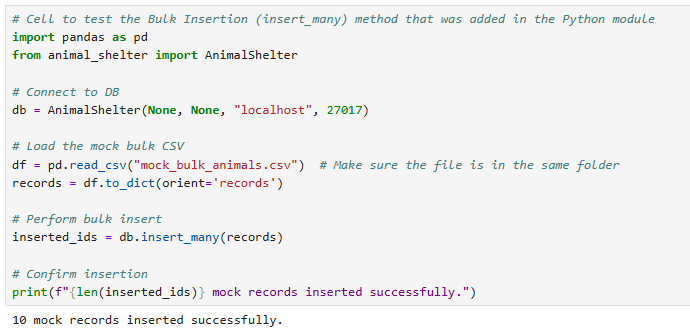 # Cell to test the Bulk Insertion (insert_many) method that was added in the Python module
import pandas as pd
from animal_shelter import AnimalShelter
# Connect to DB
db = AnimalShelter(None, None, "localhost", 27017)
# Load the mock bulk CSV
df = pd.read_csv("mock_bulk_animals.csv")  # Make sure the file is in the same folder
records = df.to_dict(orient='records')
# Perform bulk insert
inserted_ids = db.insert_many(records)
# Confirm insertion
print(f"{len(inserted_ids)} mock records inserted successfully.")
10 mock records inserted successfully.